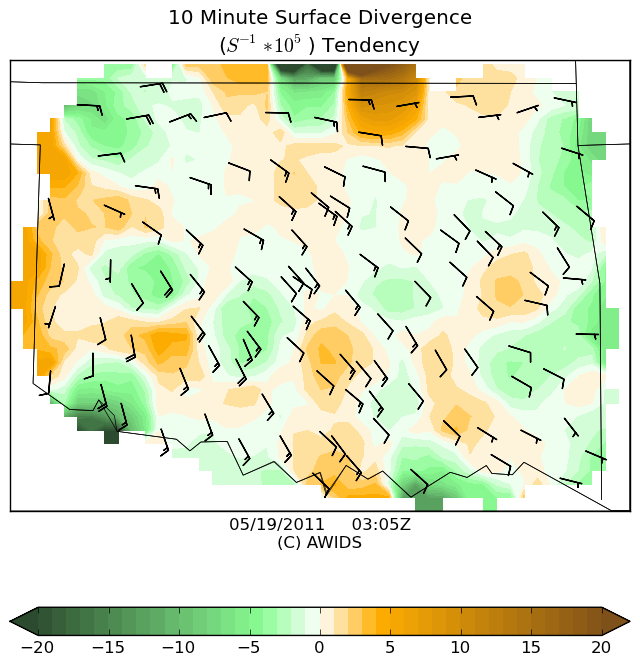 10 Minute Surface Divergence
(S⁻¹ * 10⁵ ) Tendency
05/19/2011 03:05Z
(C) AWIDS
−20 −15 −10 −5 0 5 10 15 20